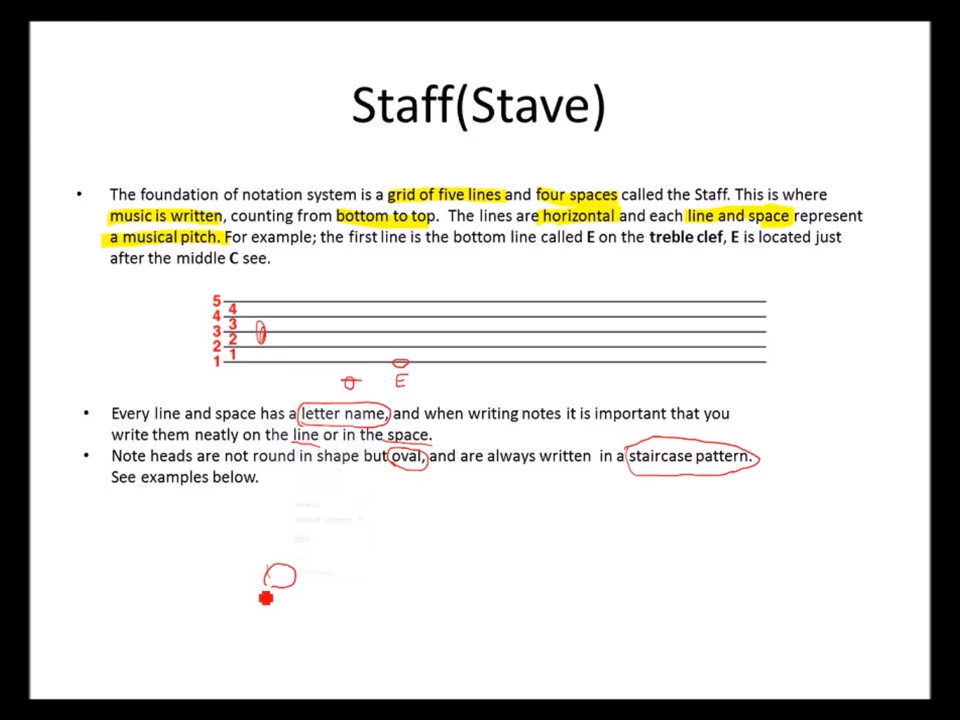 Staff(Stave)
• The foundation of notation system is a grid of five lines and four spaces called the Staff. This is where
music is written, counting from bottom to top. The lines are horizontal and each line and space represent
a musical pitch. For example; the first line is the bottom line called E on the treble clef, E is located just
after the middle C see.
5
4
4
3
3
2
2
1
1
E
• Every line and space has a letter name, and when writing notes it is important that you
write them neatly on the line or in the space.
• Note heads are not round in shape but oval, and are always written in a staircase pattern.
See examples below.